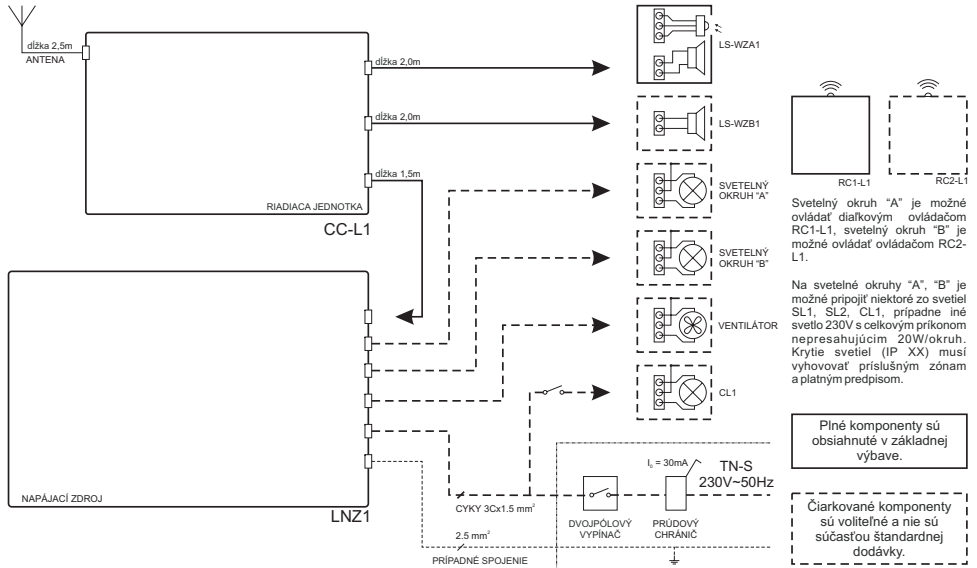 dĺžka 2,5m
ANTENA
dĺžka 2,0m
dĺžka 2,0m
dĺžka 1,5m
RIADIACA JEDNOTKA
CC-L1
NAPÁJACÍ ZDROJ
LNZ1
LS-WZA1
LS-WZB1
SVETELNÝ
OKRUH “A”
SVETELNÝ
OKRUH “B”
VENTILÁTOR
CL1
CYKY 3Cx1.5 mm²
2.5 mm²
PRÍPADNÉ SPOJENIE
DVOJPÓLOVÝ
VYPÍNAČ
PRÚDOVÝ
CHRÁNIČ
TN-S
230V~50Hz
RC1-L1
RC2-L1
Svetelný okruh “A” je možné
ovládať diaľkovým ovládačom
RC1-L1, svetelný okruh “B” je
možné ovládať ovládačom RC2-
L1.
Na svetelné okruhy “A”, “B” je
možné pripojiť niektoré zo svetiel
SL1, SL2, CL1, prípadne iné
svetlo 230V s celkovým príkonom
nepresahujúcim 20W/okruh.
Krytie svetiel (IP XX) musí
vyhovovať príslušným zónam
a platným predpisom.
Plné komponenty sú
obsiahnuté v základnej
výbave.
Čiarkované komponenty
sú voliteľné a nie sú
súčasťou štandardnej
dodávky.